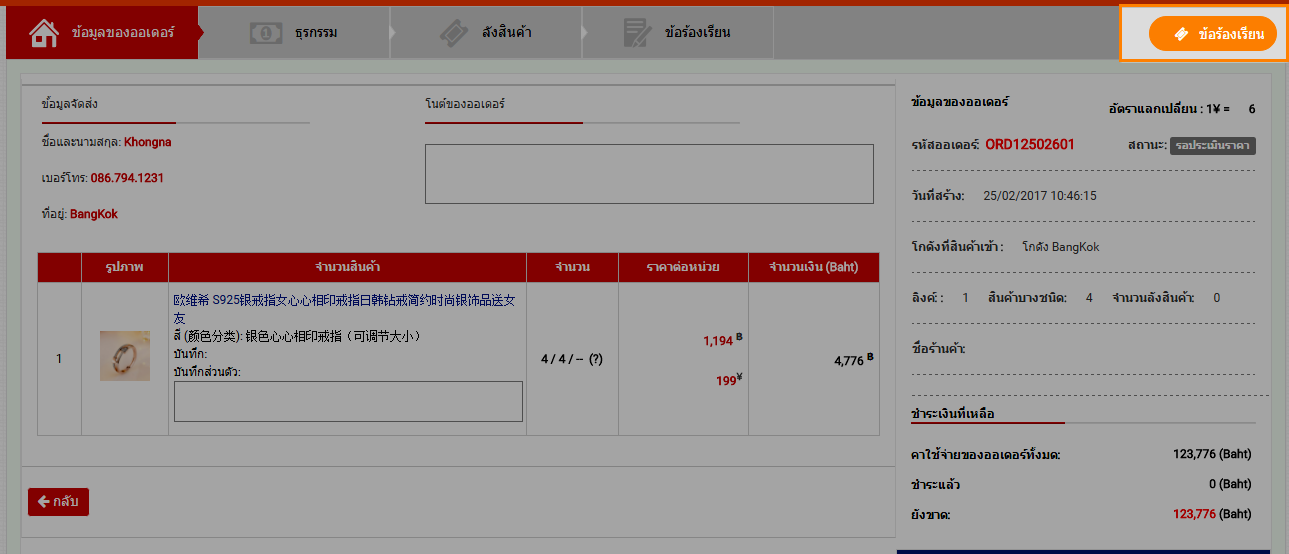 ข้อมูลของออเดอร์
ธุรกรรม
ลังสินค้า
ข้อร้องเรียน
ข้อร้องเรียน
ข้อมูลจัดส่ง
ชื่อและนามสกุล: Khongna
เบอร์โทร: 086.794.1231
ที่อยู่: BangKok
โนต์ของออเดอร์
รูปภาพ
จำนวนสินค้า
จำนวน
ราคาต่อหน่วย
จำนวนเงิน (Baht)
1
欧维希 S925银戒指女心心相印戒指日韩钻戒简约时尚银饰品送女
友
สี (颜色分类): 银色心心相印戒指（可调节大小）
บันทึก:
บันทึกส่วนตัว:
4 / 4 / -- (?)
1,194 ฿
199¥
4,776 ฿
กลับ
ข้อมูลของออเดอร์
อัตราแลกเปลี่ยน : 1¥ = 6
รหัสออเดอร์: ORD12502601
สถานะ: รอประเมินราคา
วันที่สร้าง: 25/02/2017 10:46:15
โกดังที่สินค้าเข้า : โกดัง BangKok
ลิงค์ : 1 สินค้าบางชนิด: 4 จำนวนลังสินค้า: 0
ชื่อร้านค้า:
ชำระเงินที่เหลือ
ค่าใช้จ่ายของออเดอร์ทั้งมด: 123,776 (Baht)
ชำระแล้ว 0 (Baht)
ยังขาด: 123,776 (Baht)